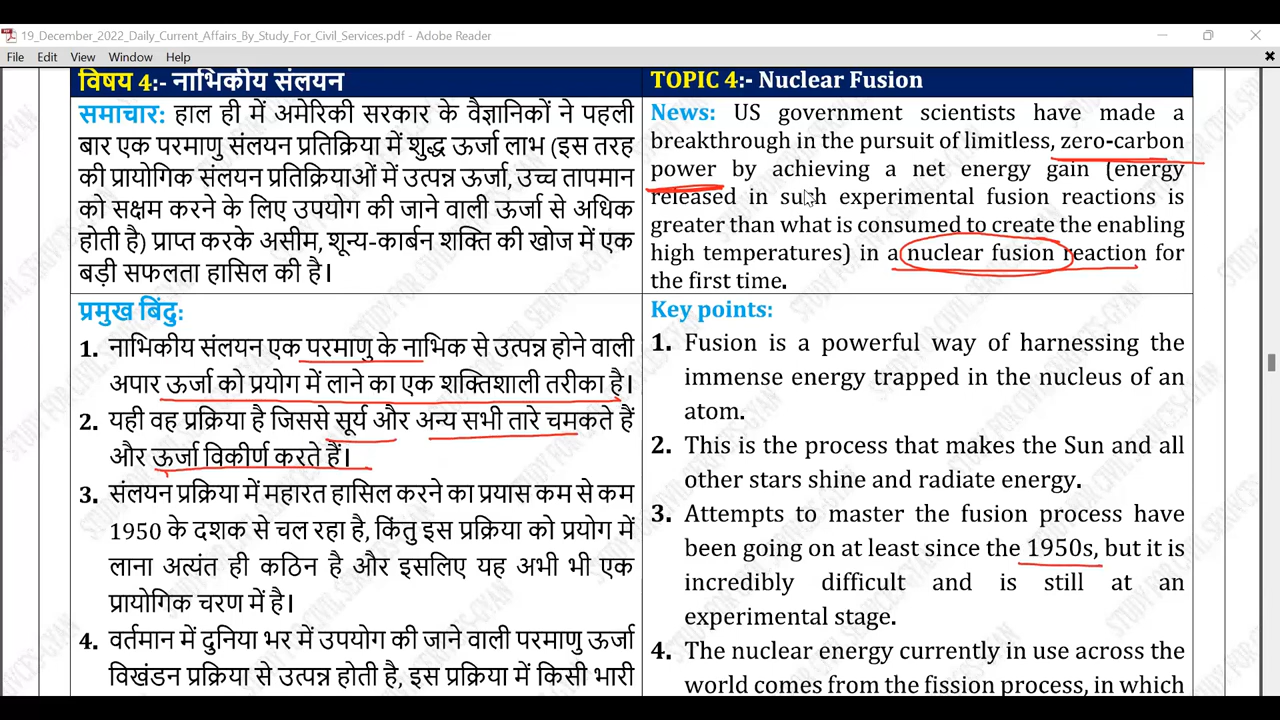 19_December_2022_Daily_Current_Affairs_By_Study_For_Civil_Services.pdf - Adobe Reader
File Edit View Window Help
विषय 4:- नाभिकीय संलयन
समाचार: हाल ही में अमेरिकी सरकार के वैज्ञानिकों ने पहली
बार एक परमाणु संलयन प्रतिक्रिया में शुद्ध ऊर्जा लाभ (इस तरह
की प्रायोगिक संलयन प्रतिक्रियाओं में उत्पन्न ऊर्जा, उच्च तापमान
को सक्षम करने के लिए उपयोग की जाने वाली ऊर्जा से अधिक
होती है) प्राप्त करके असीम, शून्य-कार्बन शक्ति की खोज में एक
बड़ी सफलता हासिल की है।
प्रमुख बिंदु:
1. नाभिकीय संलयन एक परमाणु के नाभिक से उत्पन्न होने वाली
अपार ऊर्जा को प्रयोग में लाने का एक शक्तिशाली तरीका है।
2. यही वह प्रक्रिया है जिससे सूर्य और अन्य सभी तारे चमकते हैं
और ऊर्जा विकीर्ण करते हैं।
3. संलयन प्रक्रिया में महारत हासिल करने का प्रयास कम से कम
1950 के दशक से चल रहा है, किंतु इस प्रक्रिया को प्रयोग में
लाना अत्यंत ही कठिन है और इसलिए यह अभी भी एक
प्रायोगिक चरण में है।
4. वर्तमान में दुनिया भर में उपयोग की जाने वाली परमाणु ऊर्जा
विखंडन प्रक्रिया से उत्पन्न होती है, इस प्रक्रिया में किसी भारी
TOPIC 4:- Nuclear Fusion
News: US government scientists have made a
breakthrough in the pursuit of limitless, zero-carbon
power by achieving a net energy gain (energy
released in such experimental fusion reactions is
greater than what is consumed to create the enabling
high temperatures) in a nuclear fusion reaction for
the first time.
Key points:
1. Fusion is a powerful way of harnessing the
immense energy trapped in the nucleus of an
atom.
2. This is the process that makes the Sun and all
other stars shine and radiate energy.
3. Attempts to master the fusion process have
been going on at least since the 1950s, but it is
incredibly difficult and is still at an
experimental stage.
4. The nuclear energy currently in use across the
world comes from the fission process, in which